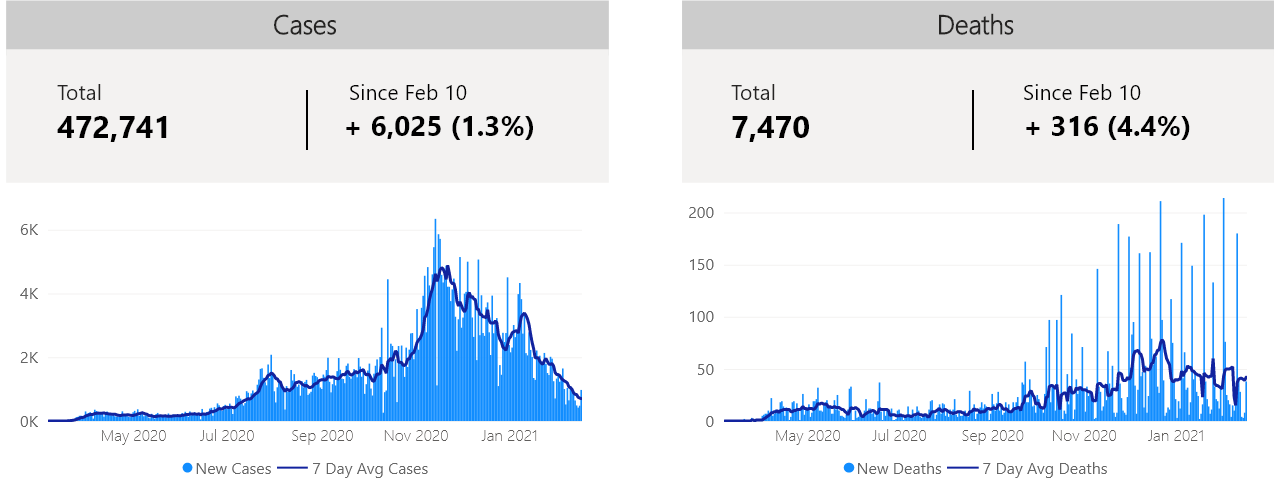 Cases
Total
Since Feb 10
472,741
+ 6,025 (1.3%)
6K
4K
2K
0K
May 2020
Jul 2020
Sep 2020
Nov 2020
Jan 2021
New Cases
7 Day Avg Cases
Deaths
Total
Since Feb 10
7,470
+ 316 (4.4%)
200
150
100
50
0
May 2020
Jul 2020
Sep 2020
Nov 2020
Jan 2021
New Deaths
7 Day Avg Deaths